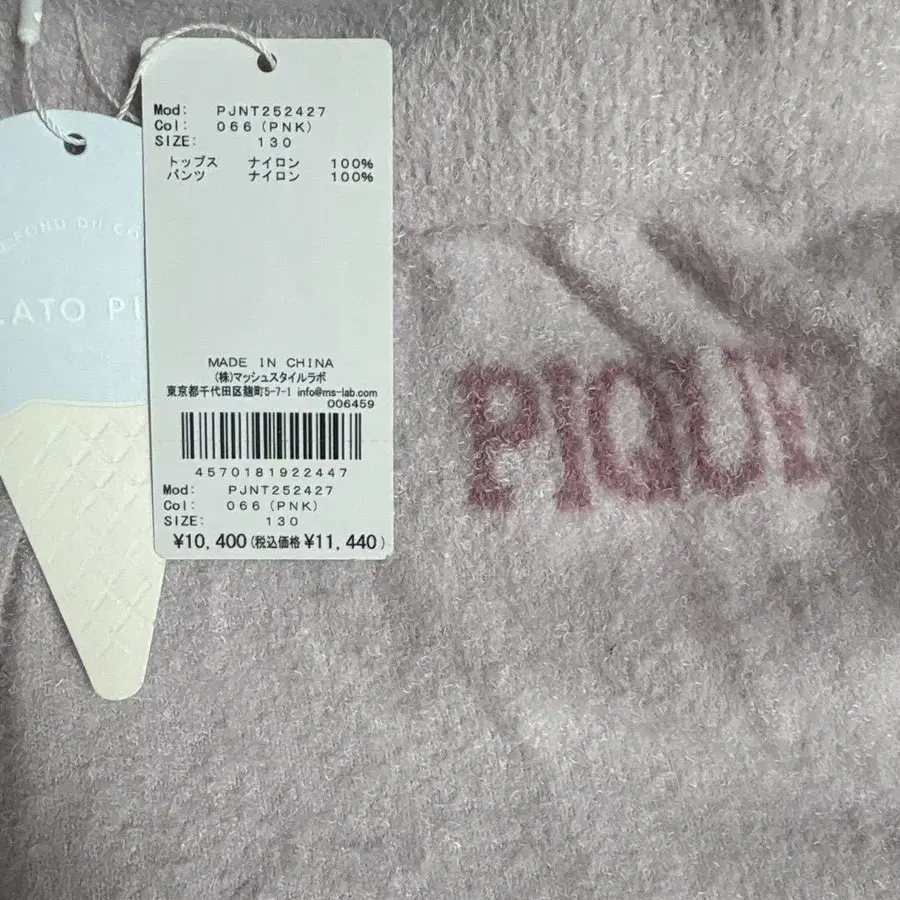 Mod: PJNT252427
Col: 066 (PNK)
SIZE: 130
トップス ナイロン 100%
パンツ ナイロン 100%
MADE IN CHINA
(株)マッシュスタイルラボ
東京都千代田区麹町5-7-1 info@ms-lab.com
006459
4570181922447
Mod: PJNT252427
Col: 066 (PNK)
SIZE: 130
¥10,400(税込価格¥11,440)
FOND DU CO
LATO PI
PIQUE